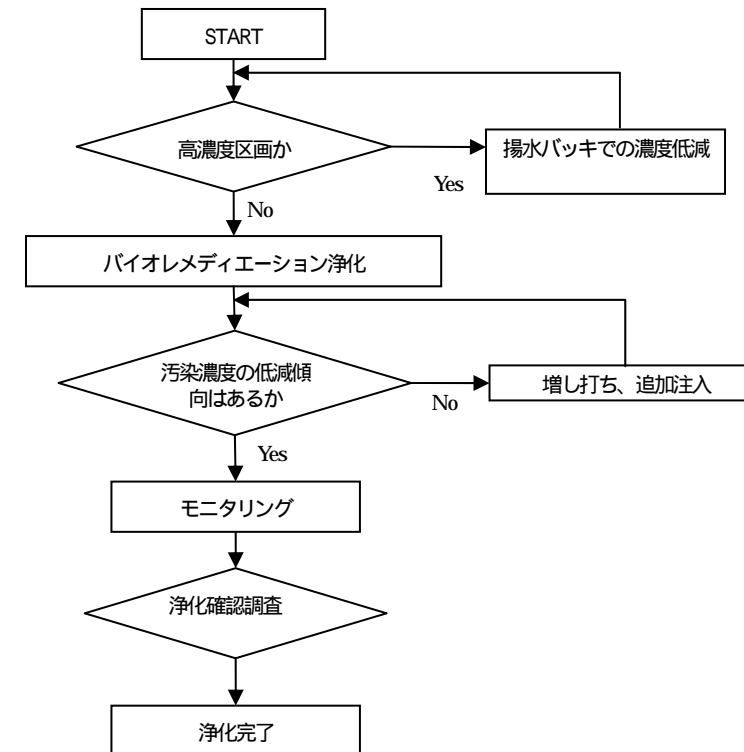 START
高濃度区画か
揚水バッキでの濃度低減
Yes
No
バイオレメディエーション浄化
汚染濃度の低減傾
向はあるか
増し打ち、追加注入
No
Yes
モニタリング
浄化確認調査
浄化完了